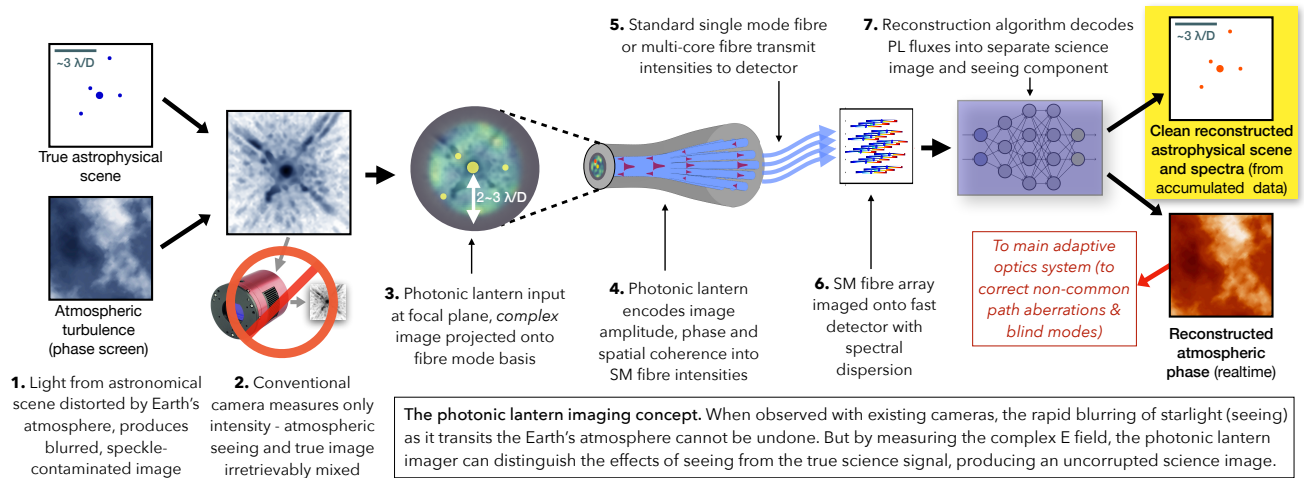 ~3 λ/D
True astrophysical
scene
Atmospheric
turbulence
(phase screen)
1. Light from astronomical
scene distorted by Earth’s
atmosphere, produces
blurred, speckle-
contaminated image
2. Conventional
camera measures only
intensity - atmospheric
seeing and true image
irretrievably mixed
2~3 λ/D
3. Photonic lantern input
at focal plane, complex
image projected onto
fibre mode basis
4. Photonic lantern
encodes image
amplitude, phase and
spatial coherence into
SM fibre intensities
5. Standard single mode fibre
or multi-core fibre transmit
intensities to detector
6. SM fibre array
imaged onto fast
detector with
spectral
dispersion
7. Reconstruction algorithm decodes
PL fluxes into separate science
image and seeing component
~3 λ/D
Clean reconstructed
astrophysical scene
and spectra (from
accumulated data)
To main adaptive
optics system (to
correct non-common
path aberrations &
blind modes)
Reconstructed
atmospheric
phase (realtime)
The photonic lantern imaging concept. When observed with existing cameras, the rapid blurring of starlight (seeing)
as it transits the Earth’s atmosphere cannot be undone. But by measuring the complex E field, the photonic lantern
imager can distinguish the effects of seeing from the true science signal, producing an uncorrupted science image.